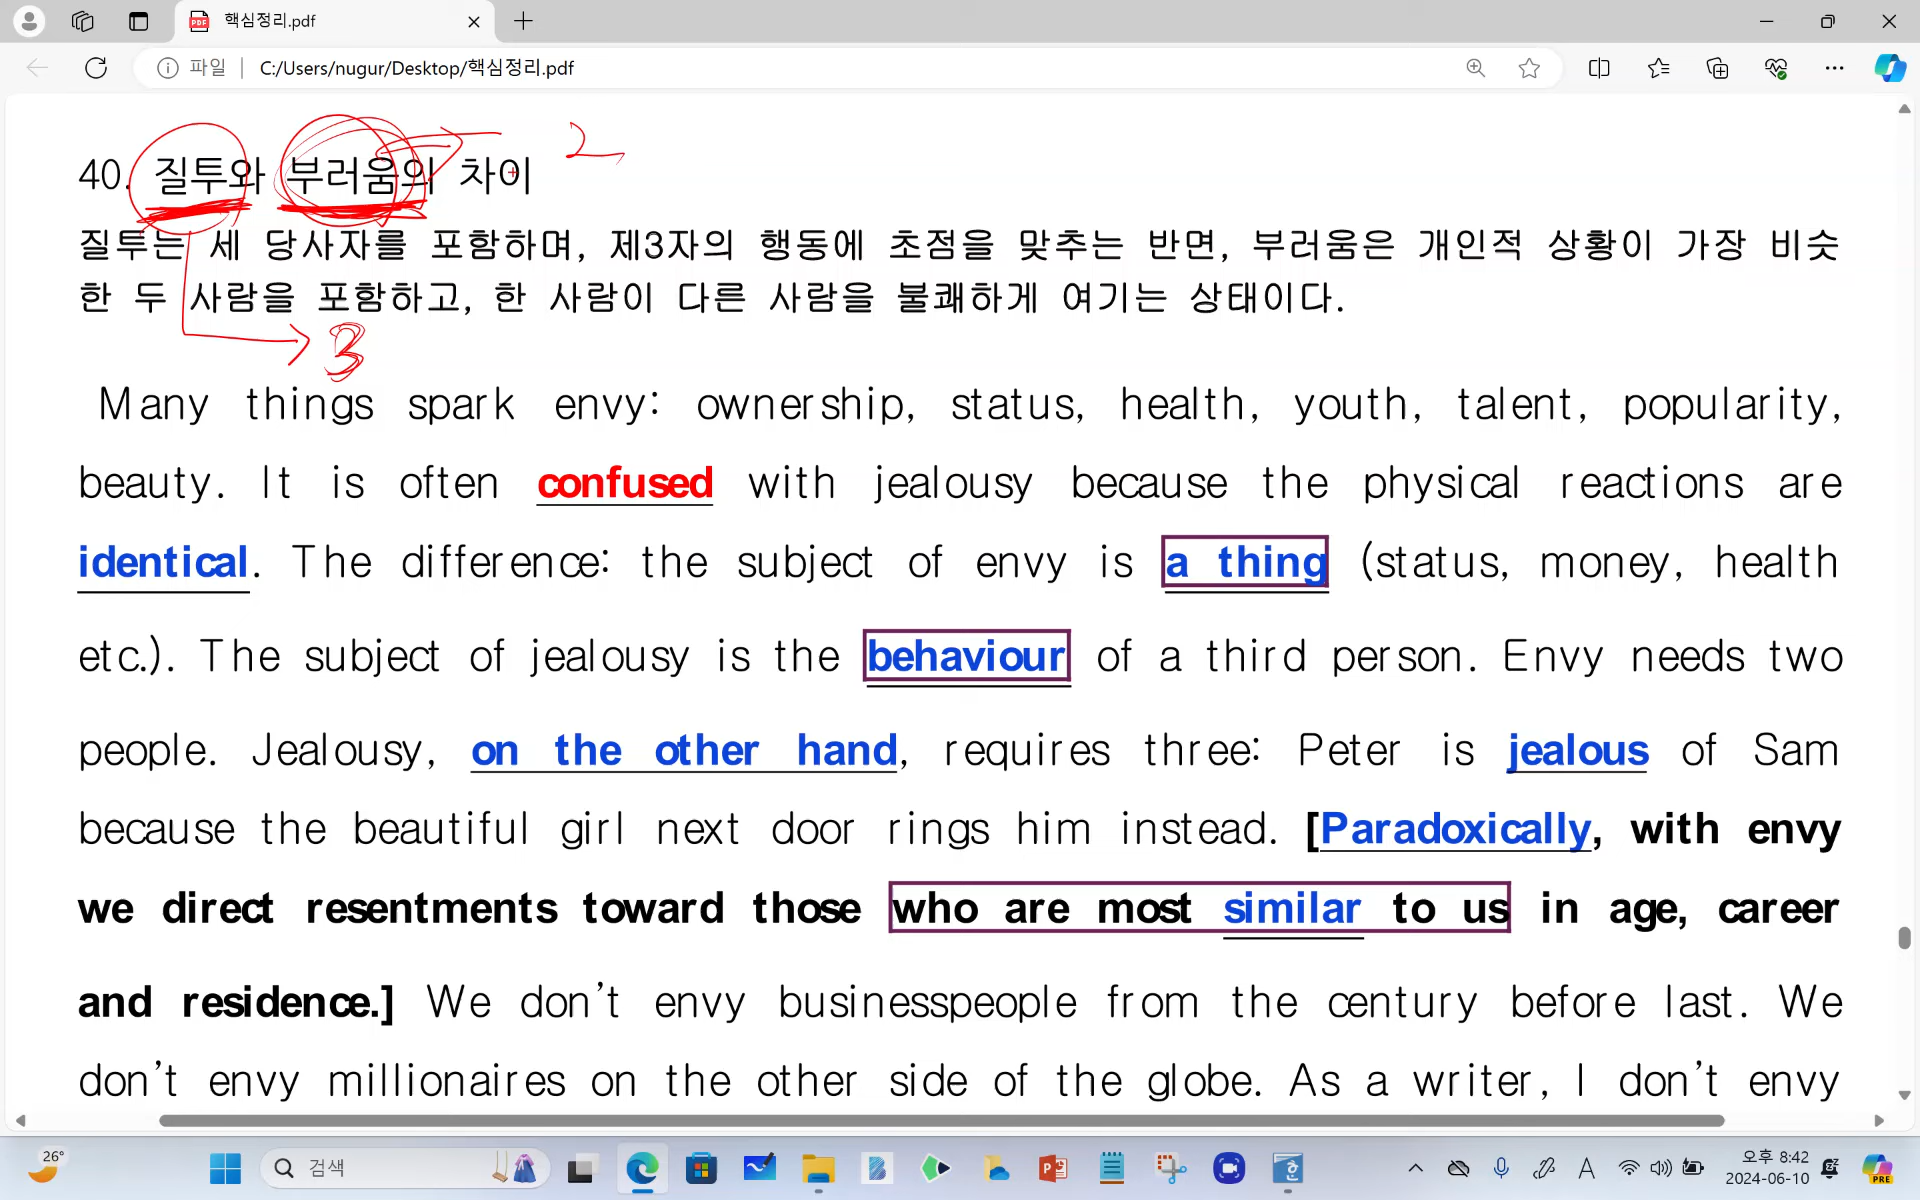 핵심정리.pdf
파일 | C:/Users/nugur/Desktop/핵심정리.pdf
40. 질투와 부러움의 차이 2
질투는 세 당사자를 포함하며, 제3자의 행동에 초점을 맞추는 반면, 부러움은 개인적 상황이 가장 비슷
한 두 사람을 포함하고, 한 사람이 다른 사람을 불쾌하게 여기는 상태이다.
3
Many things spark envy: ownership, status, health, youth, talent, popularity,
beauty. It is often confused with jealousy because the physical reactions are
identical. The difference: the subject of envy is a thing (status, money, health
etc.). The subject of jealousy is the behaviour of a third person. Envy needs two
people. Jealousy, on the other hand, requires three: Peter is jealous of Sam
because the beautiful girl next door rings him instead. [Paradoxically, with envy
we direct resentments toward those who are most similar to us in age, career
and residence.] We don't envy businesspeople from the century before last. We
don't envy millionaires on the other side of the globe. As a writer, I don't envy
26°
검색
A
오후 8:42
2024-06-10
PRE